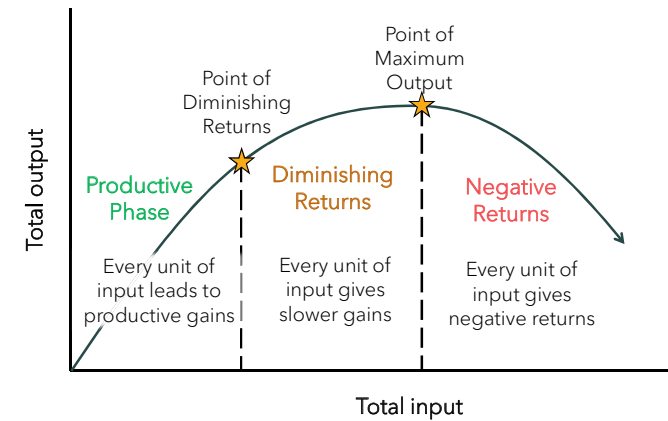 Point of
Maximum
Output
Point of
Diminishing
Returns
Productive
Phase
Diminishing
Returns
Negative
Returns
Every unit of
input leads to
productive gains
Every unit of
input gives
slower gains
Every unit of
input gives
negative returns
Total output
Total input